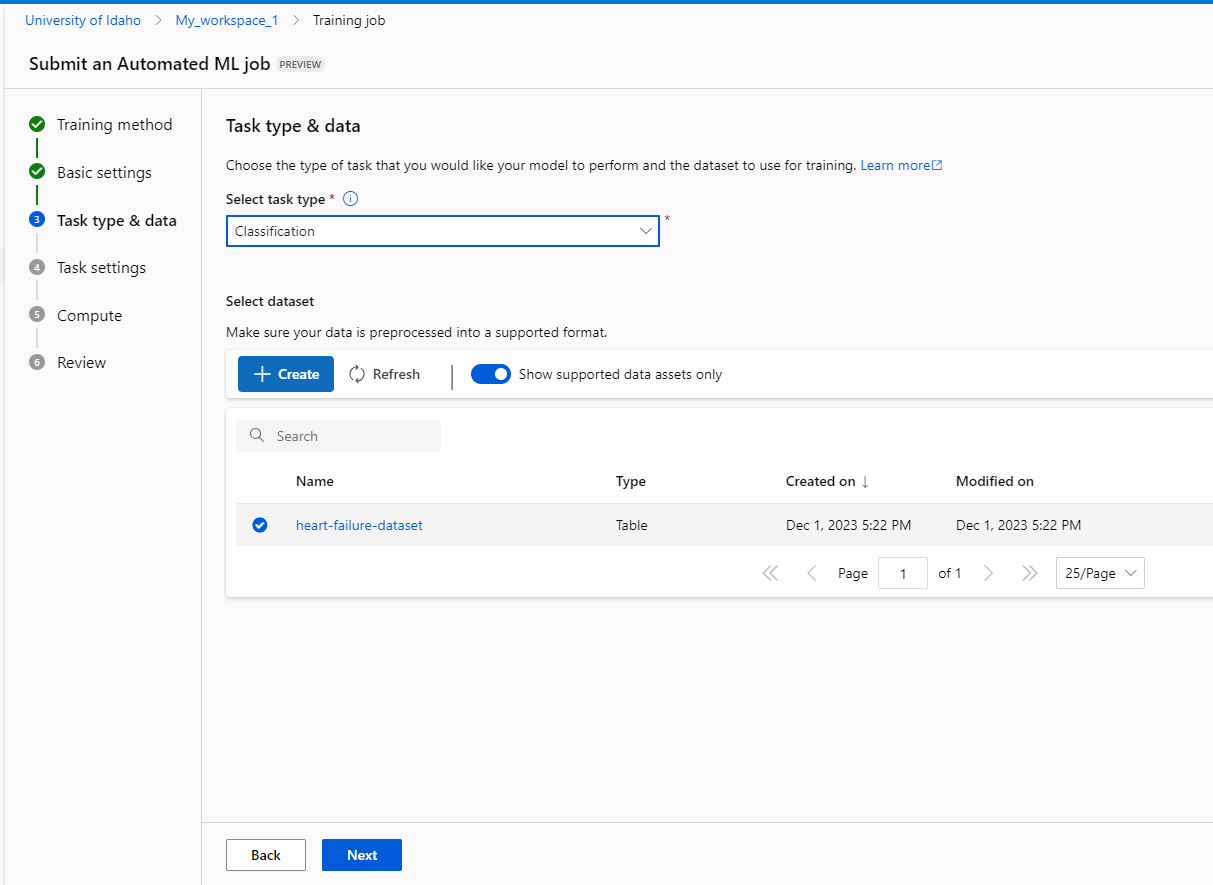 University of Idaho > My_workspace_1 > Training job
Submit an Automated ML job PREVIEW
Training method
Basic settings
3 Task type & data
4 Task settings
5 Compute
6 Review
Task type & data
Choose the type of task that you would like your model to perform and the dataset to use for training. Learn more
Select task type *
Classification *
Select dataset
Make sure your data is preprocessed into a supported format.
+ Create Refresh | Show supported data assets only
Search
Name Type Created on ↓ Modified on
heart-failure-dataset Table Dec 1, 2023 5:22 PM Dec 1, 2023 5:22 PM
Page 1 of 1 25/Page
Back Next